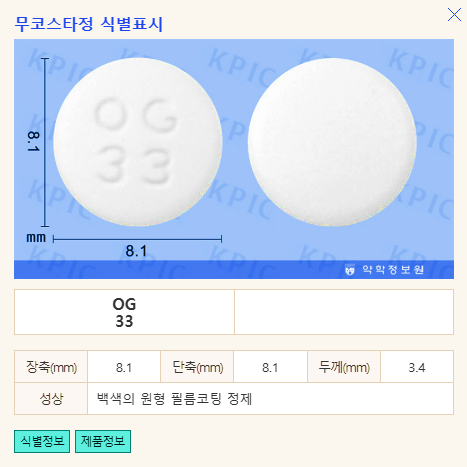 무코스타정 식별표시
KPIC KPIC KPIC
OG
33
8.1
mm
8.1
약학정보원
OG
33
장축(mm) 8.1 단축(mm) 8.1 두께(mm) 3.4
성상 백색의 원형 필름코팅 정제
식별정보 제품정보